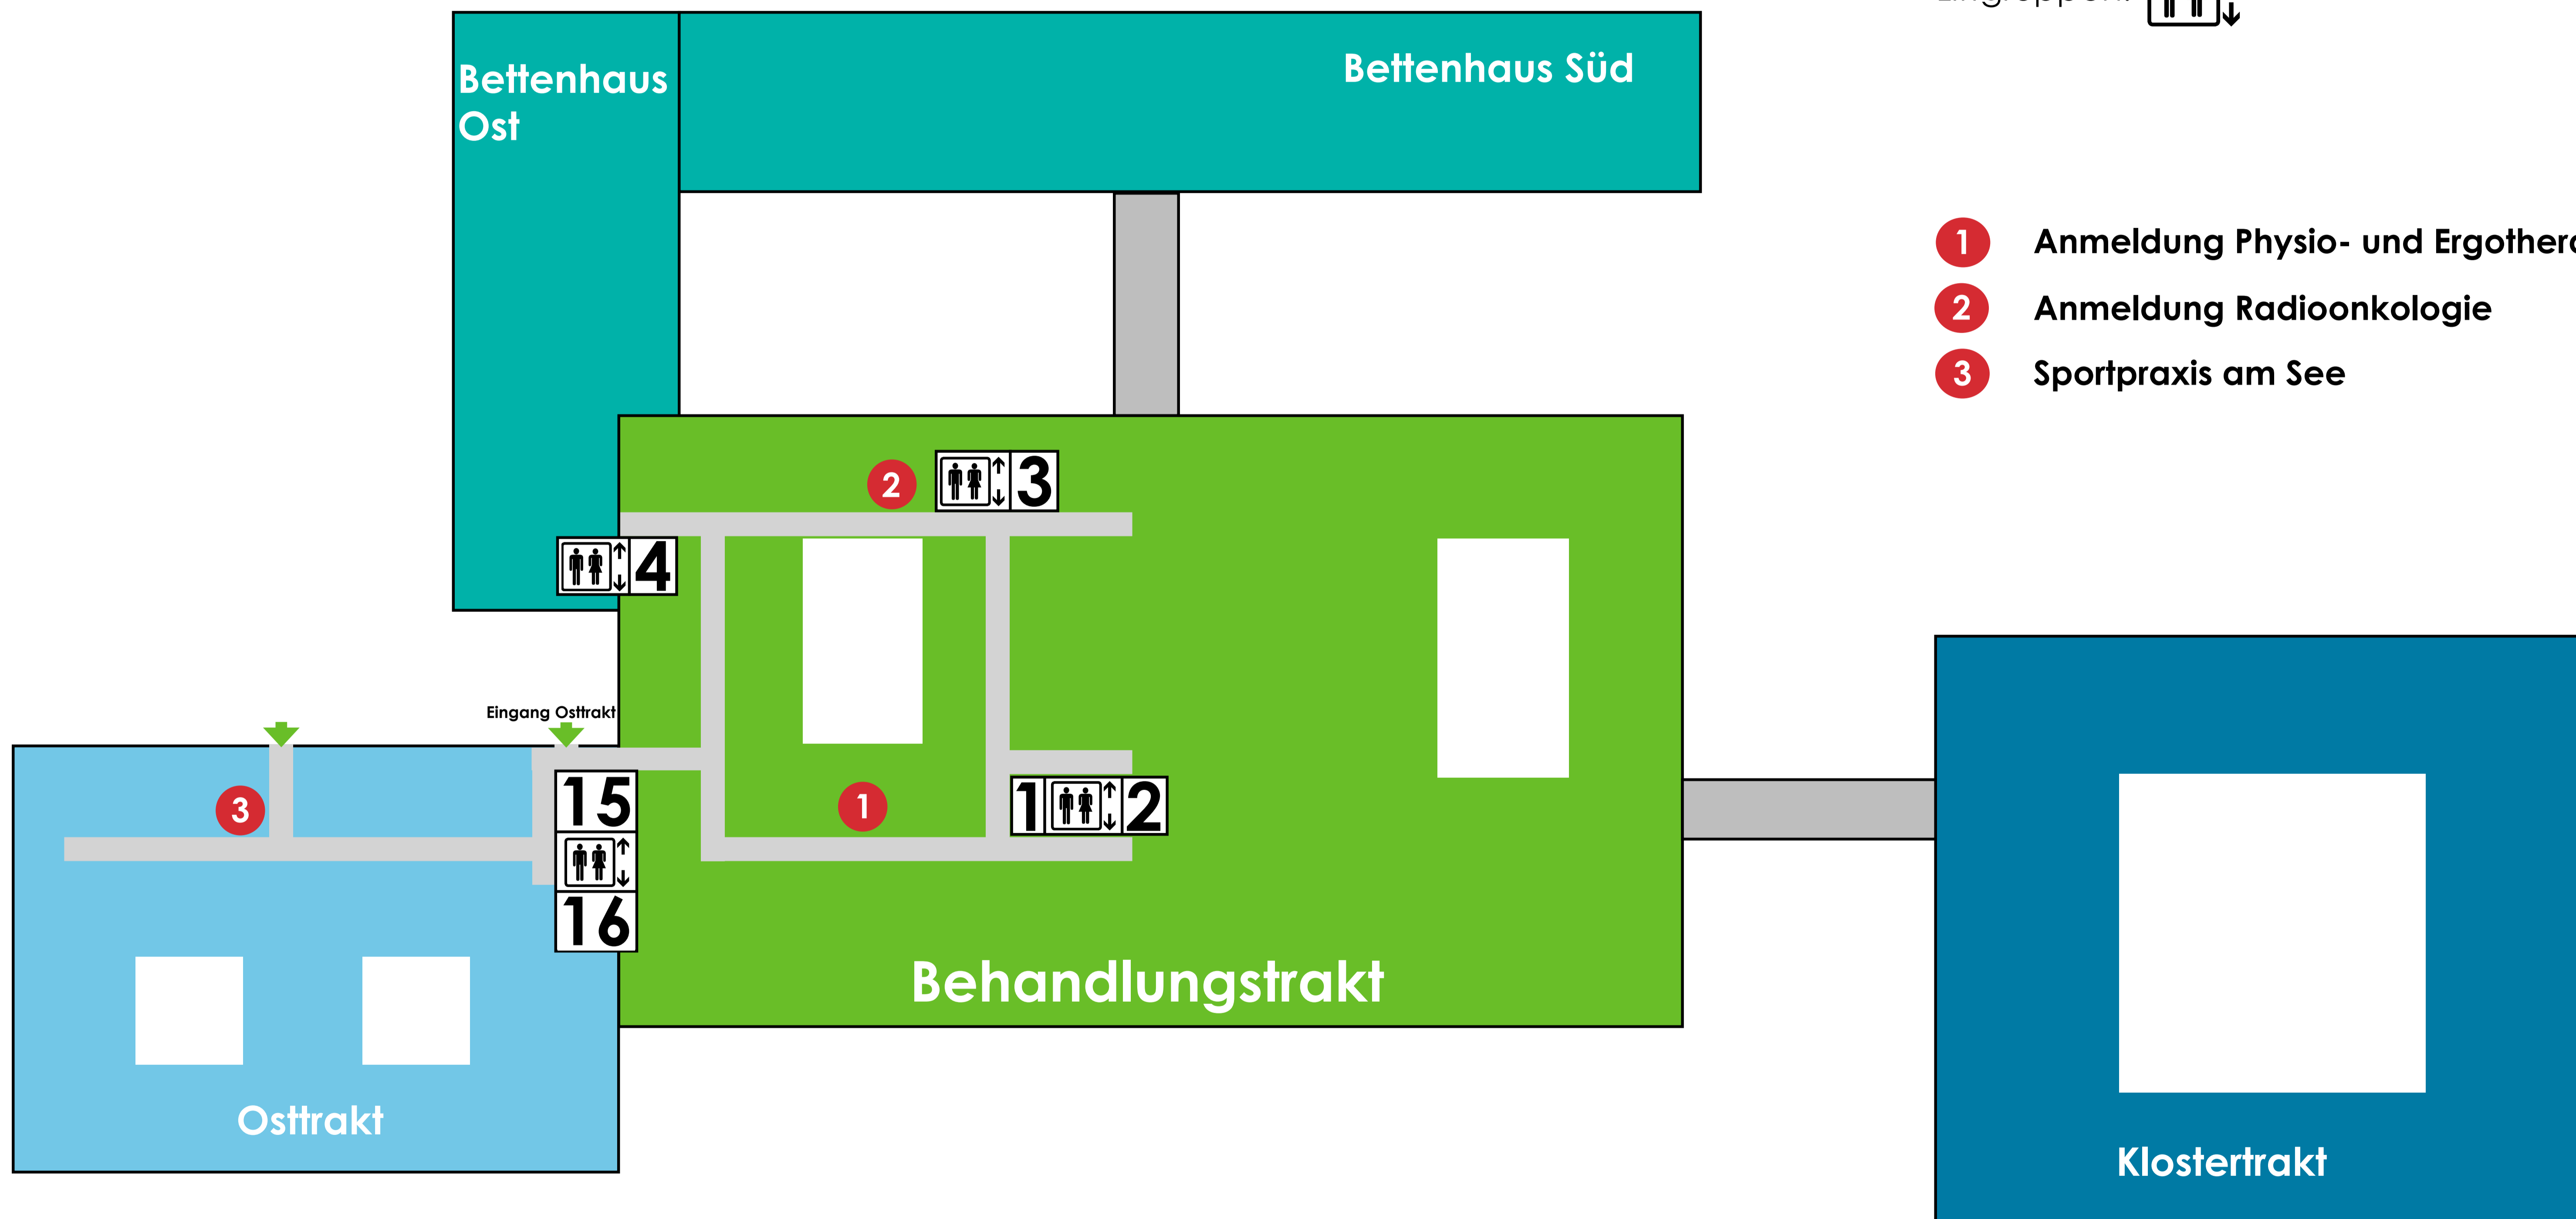 Bettenhaus
Ost
Bettenhaus Süd
1 Anmeldung Physio- und
2 Anmeldung Radioonkologie
3 Sportpraxis am See
2
3
4
Eingang Osttrakt
3
15
16
1
1 2
Behandlungstrakt
Osttrakt
Klostertrakt